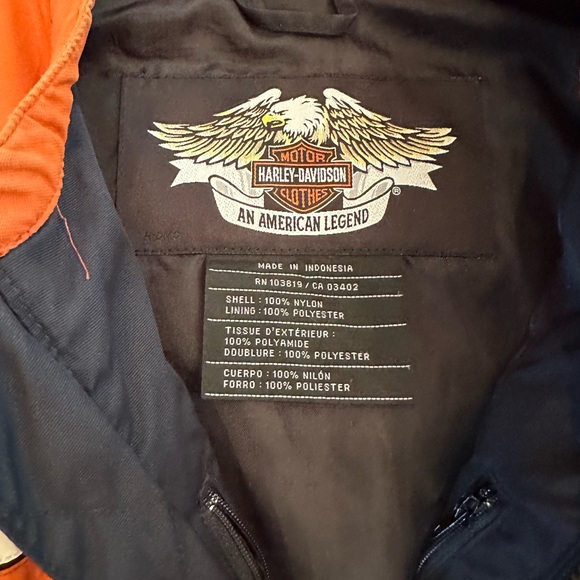 MOTOR
HARLEY-DAVIDSON
CLOTHES
®
AN AMERICAN LEGEND
MADE IN INDONESIA
RN 103819 / CA 03402
SHELL : 100% NYLON
LINING : 100% POLYESTER
TISSUE D'EXTÉRIEUR :
100% POLYAMIDE
DOUBLURE : 100% POLYESTER
CUERPO : 100% NILÓN
FORRO : 100% POLIESTER